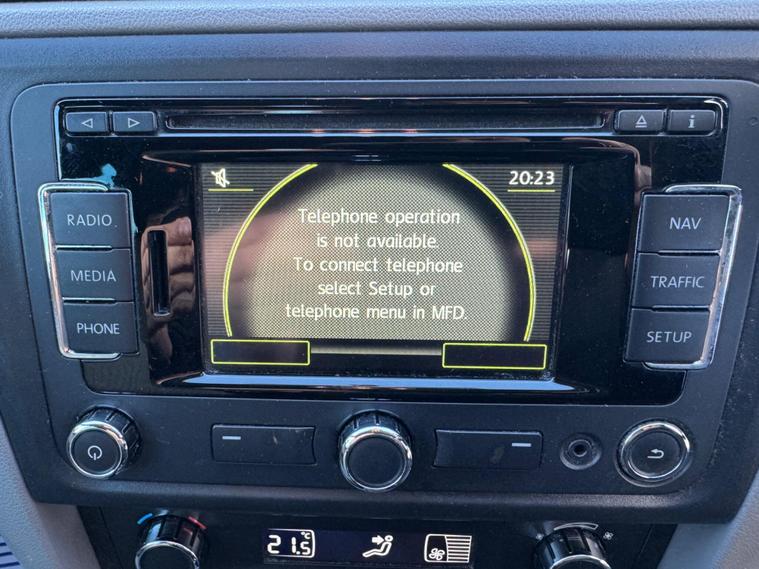 20:23
RADIO
MEDIA
PHONE
Telephone operation
is not available.
To connect telephone
select Setup or
telephone menu in MFD.
NAV
TRAFFIC
SETUP
i
21.5 °C